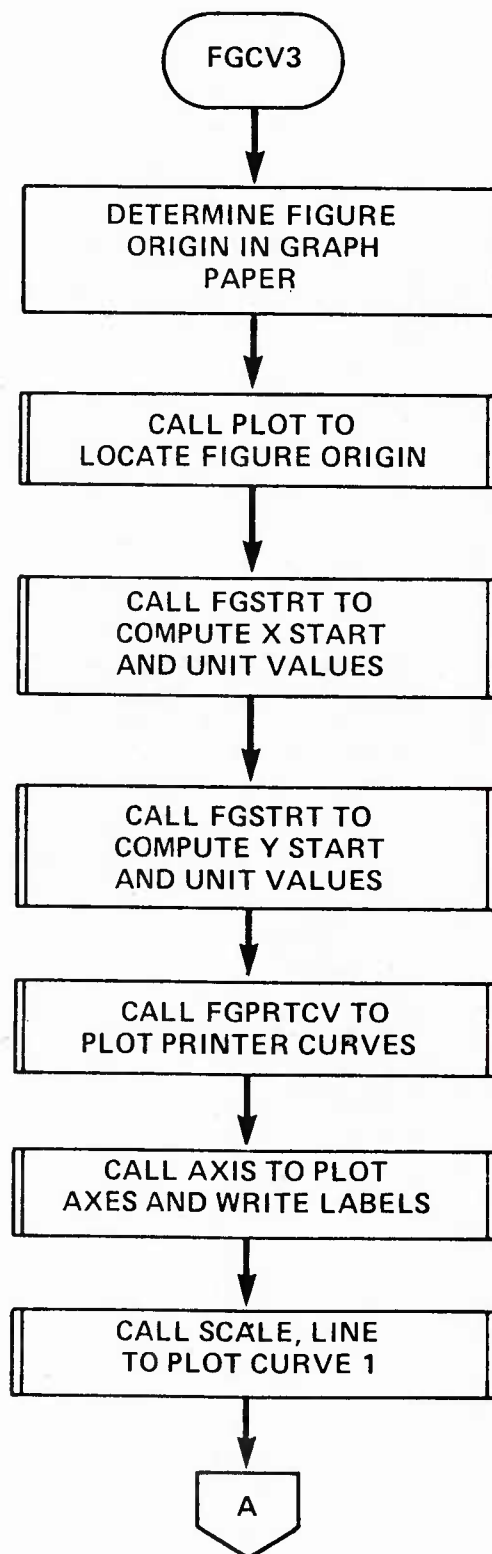 FGCV3
DETERMINE FIGURE
ORIGIN IN GRAPH
PAPER
CALL PLOT TO
LOCATE FIGURE ORIGIN
CALL FGSTRT TO
COMPUTE X START
AND UNIT VALUES
CALL FGSTRT TO
COMPUTE Y START
AND UNIT VALUES
CALL FGPRTCV TO
PLOT PRINTER CURVES
CALL AXIS TO PLOT
AXES AND WRITE LABELS
CALL SCALE, LINE
TO PLOT CURVE 1
A